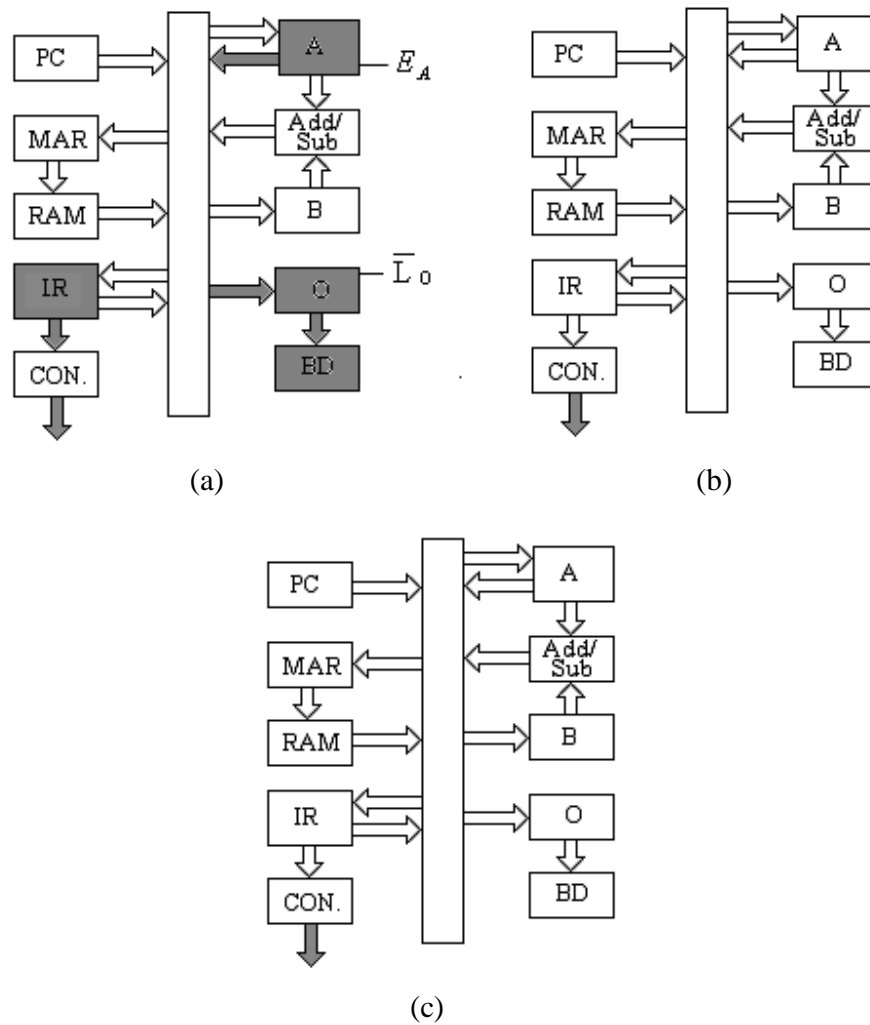 PC
A
E_A
MAR
Add/
Sub
RAM
B
IR
O
L̅_O
CON.
BD
(a)
PC
A
MAR
Add/
Sub
RAM
B
IR
O
CON.
BD
(b)
PC
A
MAR
Add/
Sub
RAM
B
IR
O
CON.
BD
(c)